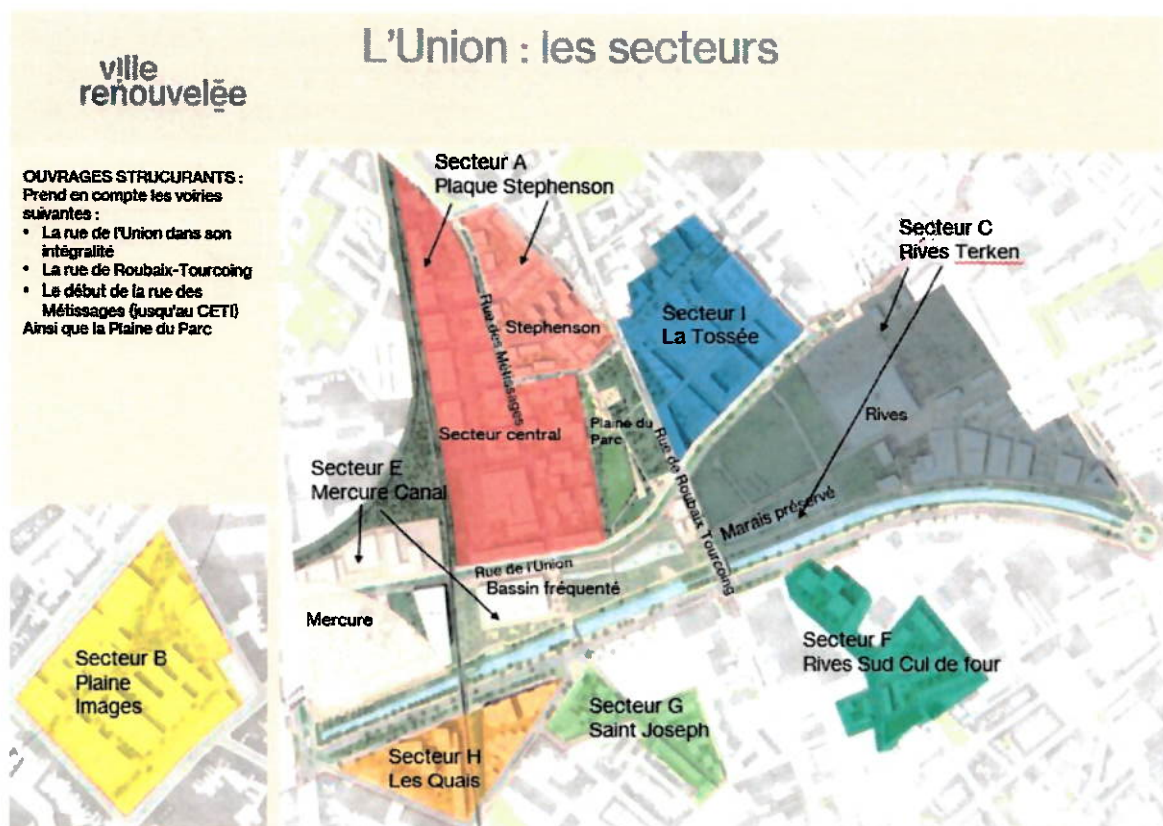 L'Union : les secteurs
ville
renouvelée
OUVRAGES STRUCURANTS :
Prend en compte les voiries
suivantes :
• La rue de l'Union dans son
intégralité
• La rue de Roubaix-Tourcoing
• Le début de la rue des
Métissages (jusqu'au CETI)
Ainsi que la Plaine du Parc
Secteur A
Plaque Stephenson
Secteur C
Rives Terken
Secteur I
La Tossée
Stephenson
Rue des Métissages
Rives
Secteur central
Plaine du
Parc
Rue de Roubaix Tourcoing
Secteur E
Mercure Canal
Marais préservé
Rue de l'Union
Bassin fréquenté
Mercure
Secteur B
Plaine
Images
Secteur F
Rives Sud Cul de four
Secteur G
Saint Joseph
Secteur H
Les Quais